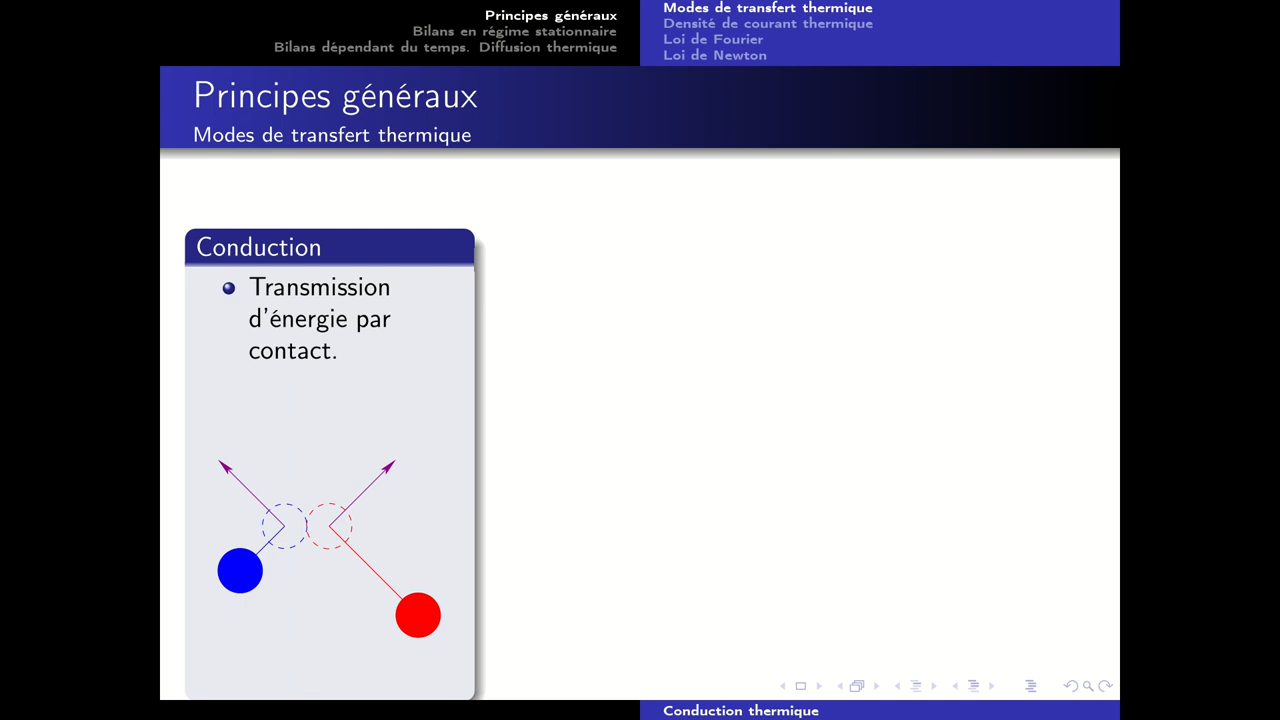 Principes généraux
Bilans en régime stationnaire
Bilans dépendant du temps. Diffusion thermique
Modes de transfert thermique
Densité de courant thermique
Loi de Fourier
Loi de Newton
Principes généraux
Modes de transfert thermique
Conduction
Transmission
d'énergie par
contact.
Conduction thermique